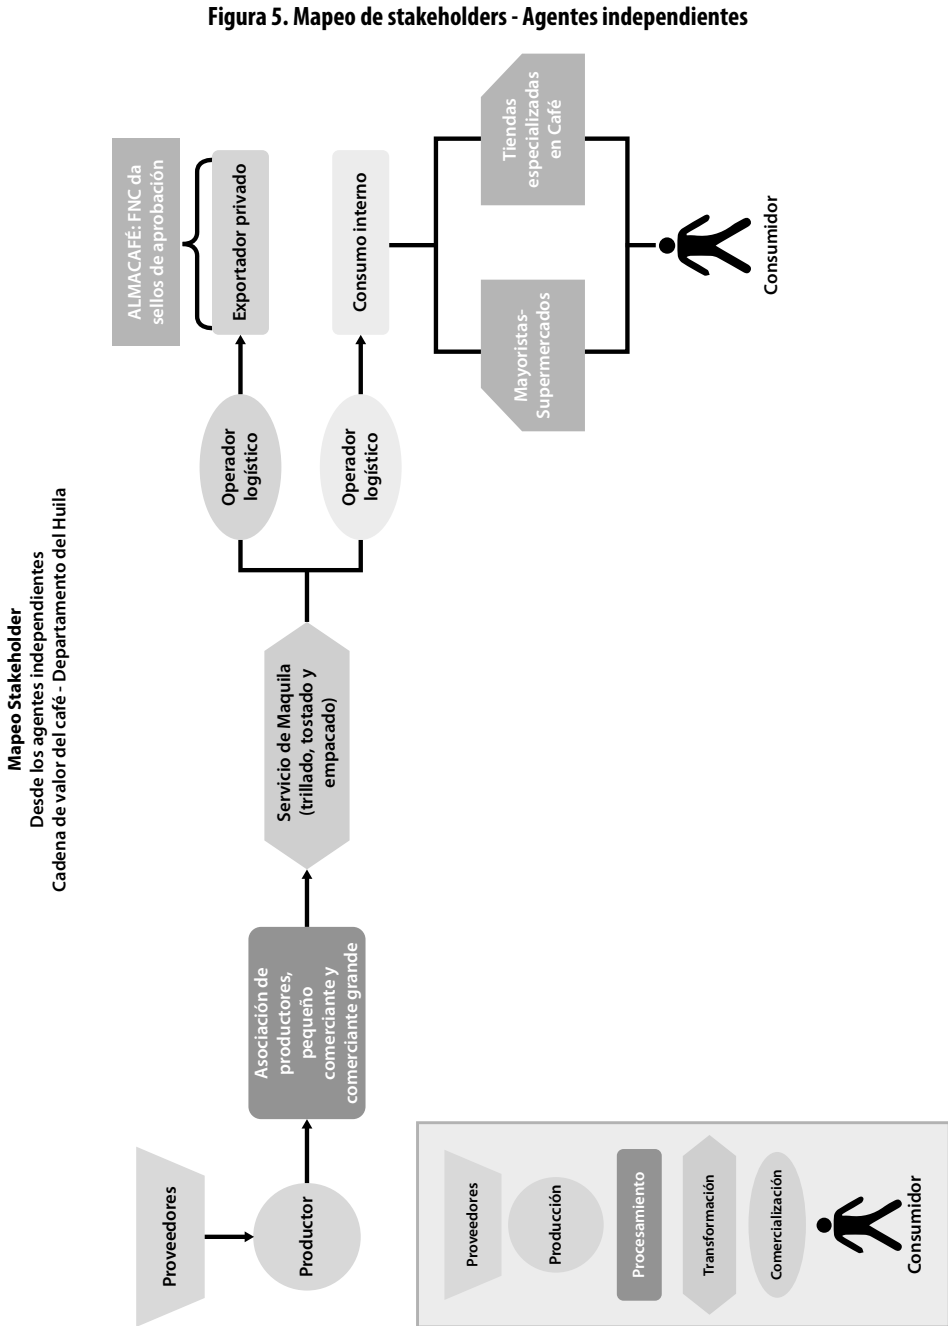 Figura 5. Mapeo de stakeholders - Agentes independientes
Mapeo Stakeholder
Desde los agentes independientes
Cadena de valor del café - Departamento del Huila
Proveedores
Productor
Asociación de
productores,
pequeño
comerciante y
comerciante grande
Servicio de Maquila
(trillado, tostado y
empacado)
Operador
logístico
Operador
logístico
ALMACAFÉ: FNC da
sellos de aprobación
Exportador privado
Consumo interno
Mayoristas-
Supermercados
Tiendas
especializadas
en Café
Consumidor
Proveedores
Producción
Procesamiento
Transformación
Comercialización
Consumidor